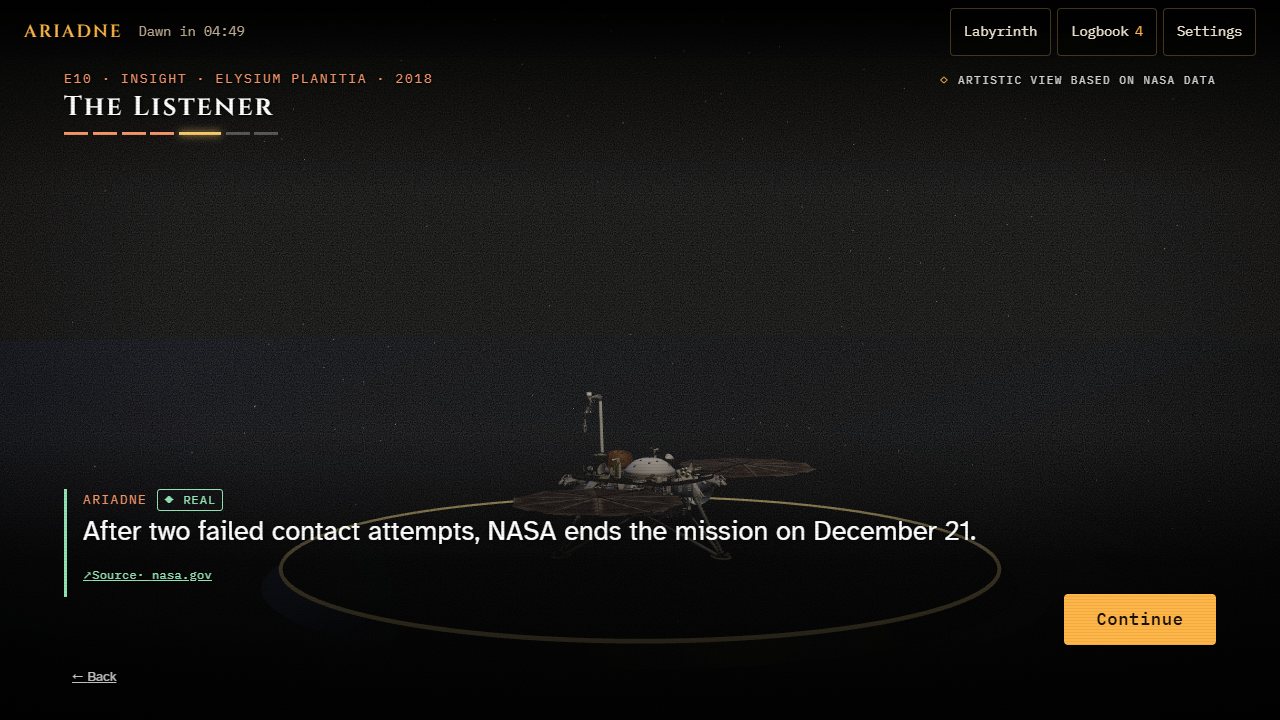 ARIADNE Dawn in 04:49 Labyrinth Logbook 4 Settings
E10 · INSIGHT · ELYSIUM PLANITIA · 2018
◇ ARTISTIC VIEW BASED ON NASA DATA
The Listener
ARIADNE ◆ REAL
After two failed contact attempts, NASA ends the mission on December 21.
↗Source· nasa.gov
Continue
← Back